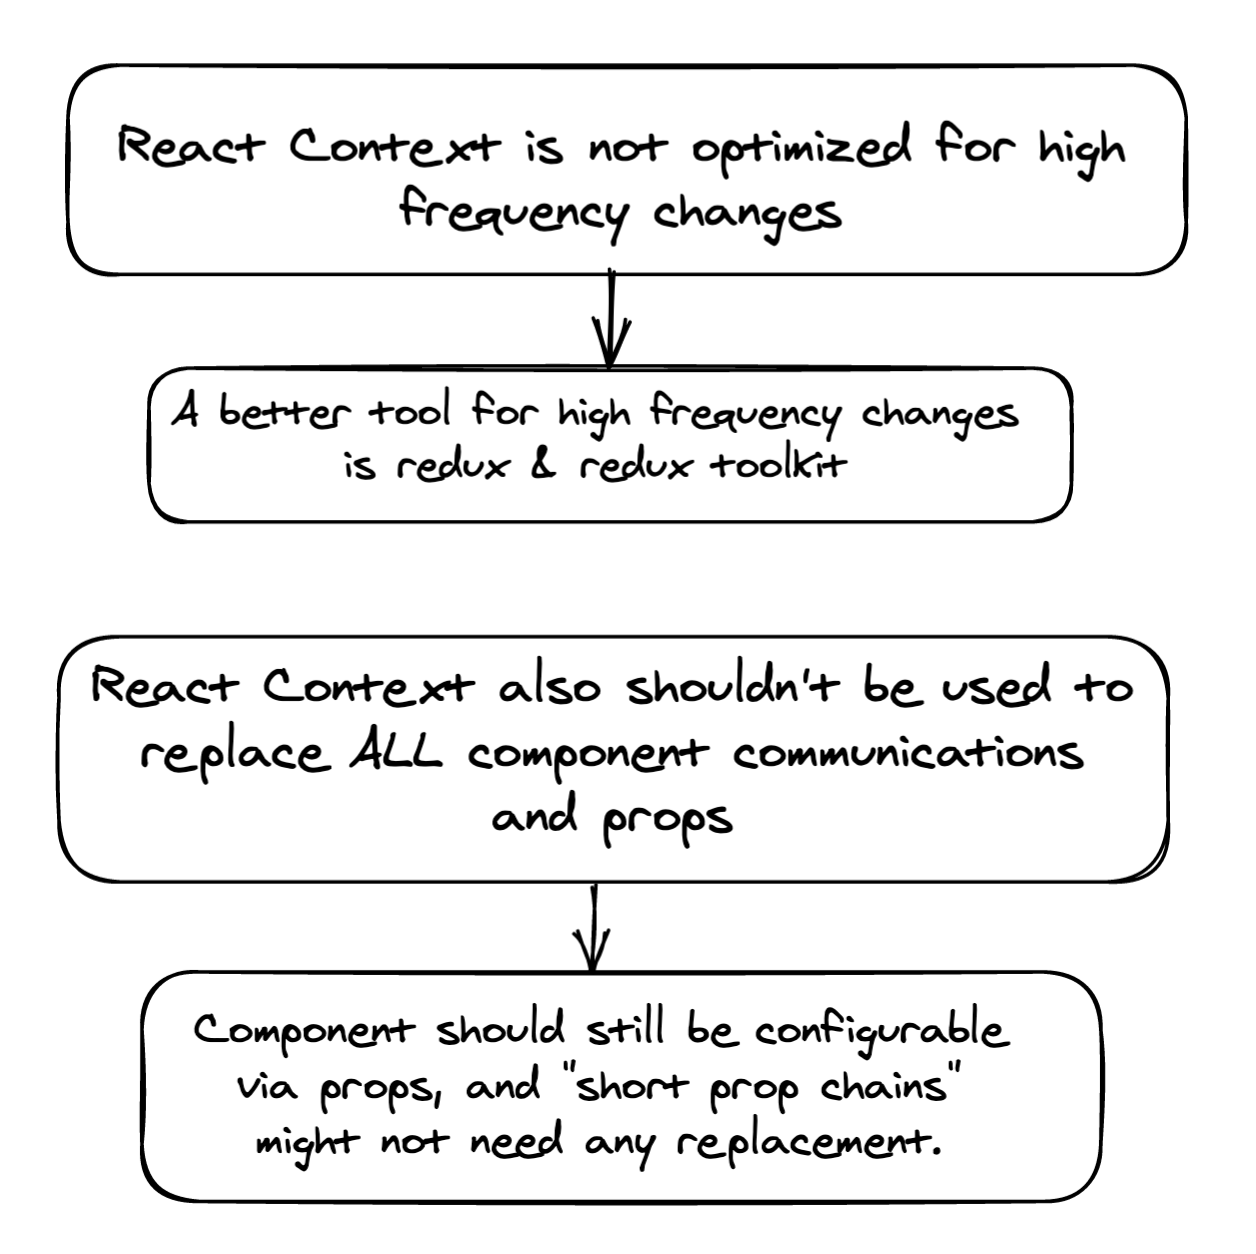 React Context is not optimized for high
frequency changes
A better tool for high frequency changes
is redux & redux toolkit
React Context also shouldn't be used to
replace ALL component communications
and props
Component should still be configurable
via props, and "short prop chains"
might not need any replacement.